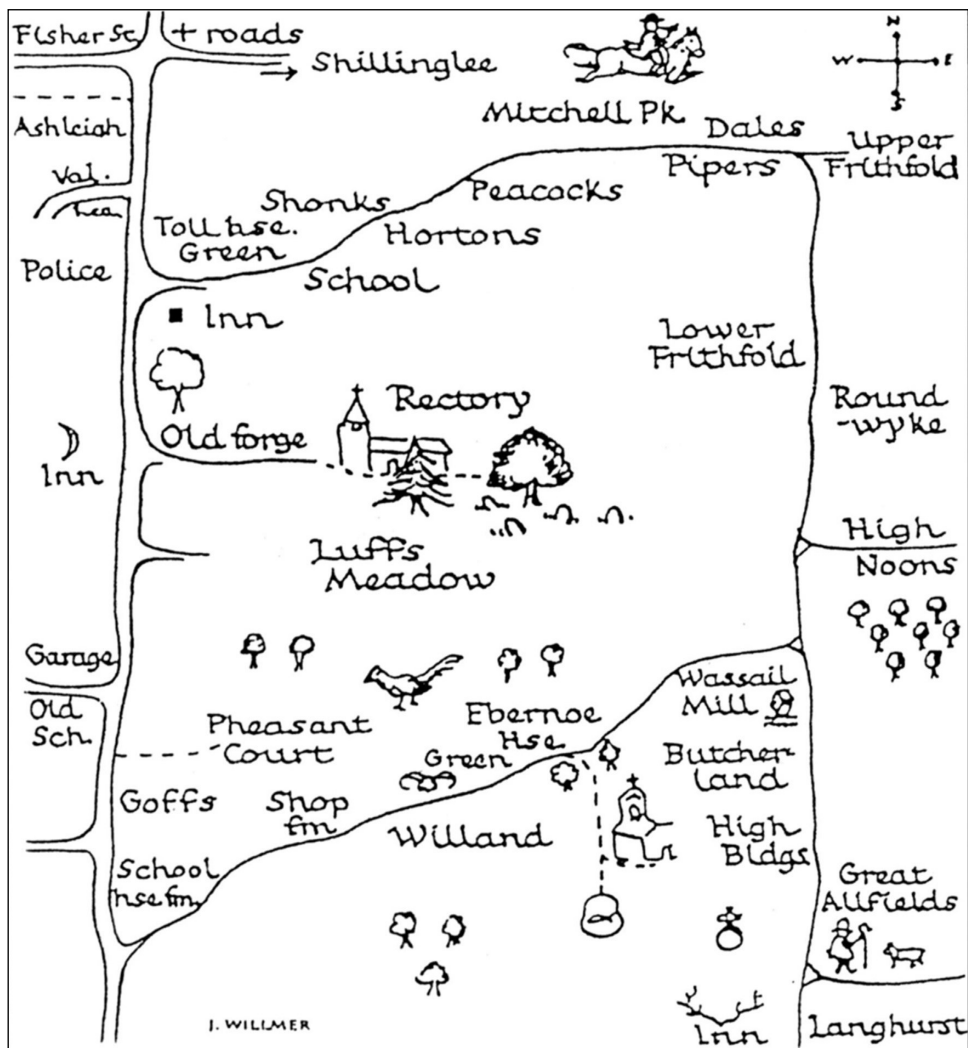 Fisher St.
+ roads
Shillinglee
N
W
E
S
Mitchell Pk.
Dales
Ashleigh
Upper
Frithfold
Pipers
Val.
Lea
Shonks
Peacocks
Toll hse.
Green
Hortons
Police
School
Inn
Lower
Frithfold
Rectory
Round
-wyke
Old forge
Inn
High
Noons
Luffs
Meadow
Garage
Old
Sch.
Wassail
Mill
Pheasant
Court
Ebernoe
Hse
Green
Butcher-
land
Goffs
Shop
fm
Willand
High
Bldgs
School
hse fm.
Great
Allfields
J. WILLMER
Inn
Langhurst